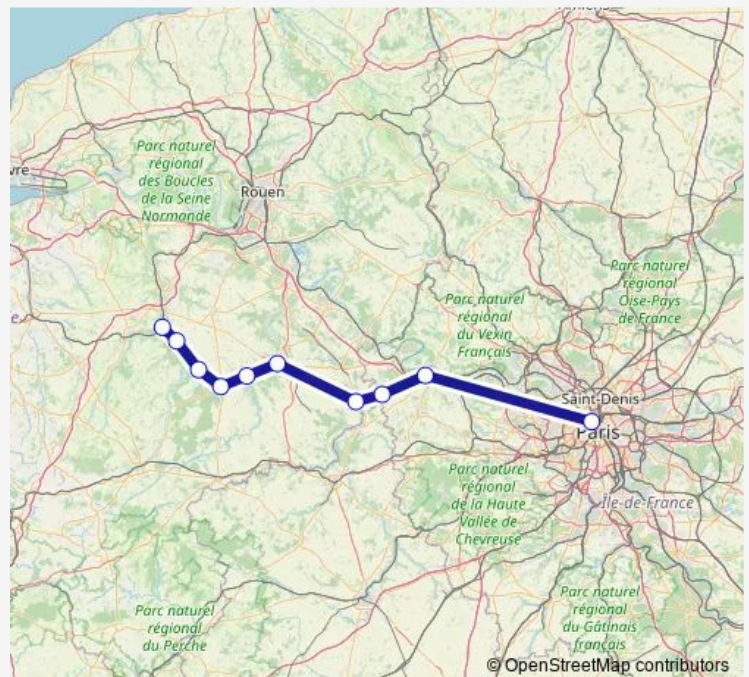 Parc naturel
régional
des Boucles
de la Seine
Normande
vre
Rouen
Parc naturel
régional
Oise-Pays
de France
Parc naturel
régional
du Vexin
Français
e
Saint-Denis
Paris
Parc naturel
régional
de la Haute
Vallée de
Chevreuse
Île-de-France
Parc naturel
régional
du Perche
Parc naturel
régional
du Gâtinais
français
© OpenStreetMap contributors